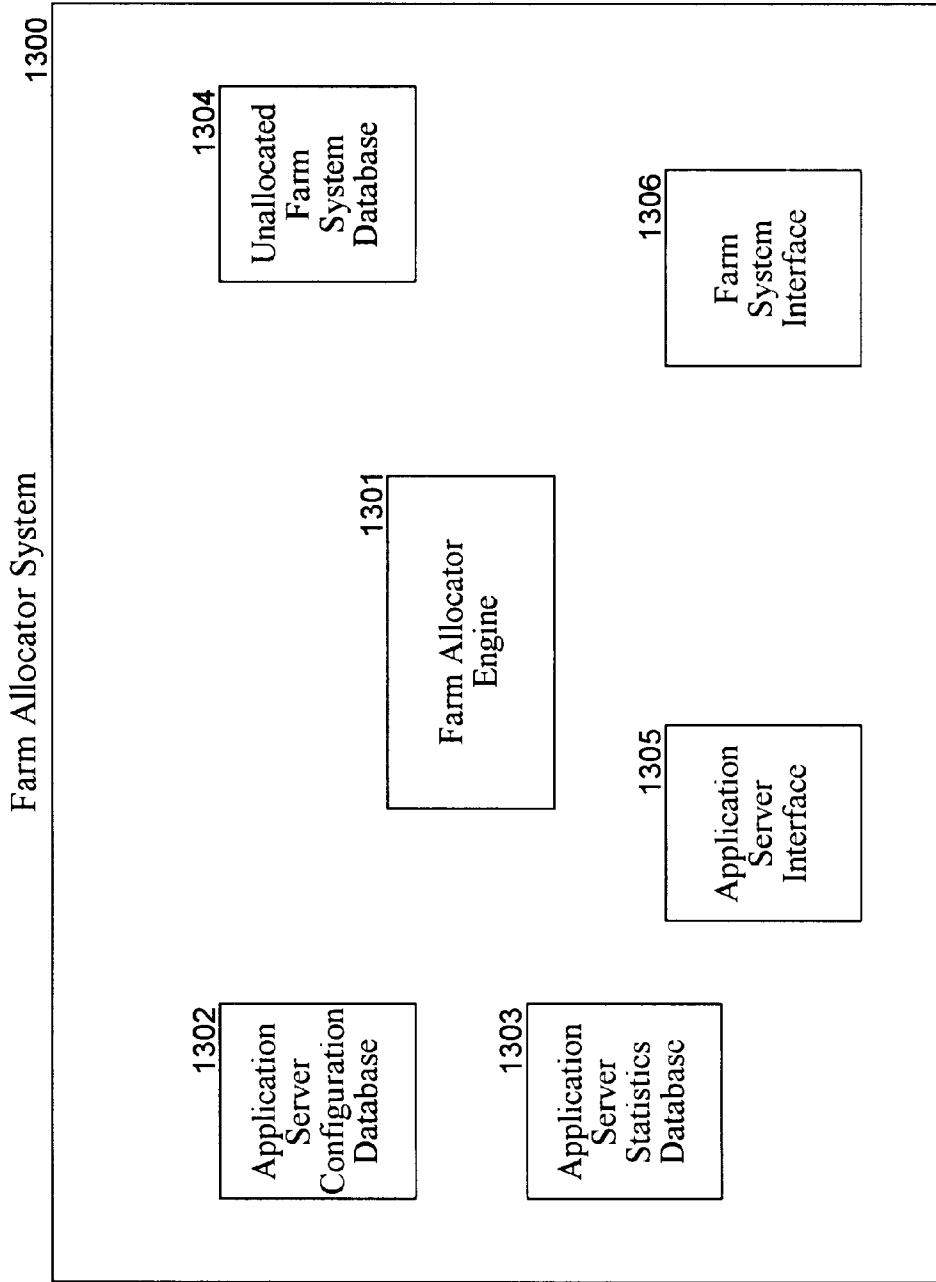 Farm Allocator System
1300
1302
Application
Server
Configuration
Database
1304
Unallocated
Farm
System
Database
1301
Farm Allocator
Engine
1303
Application
Server
Statistics
Database
1305
Application
Server
Interface
1306
Farm
System
Interface